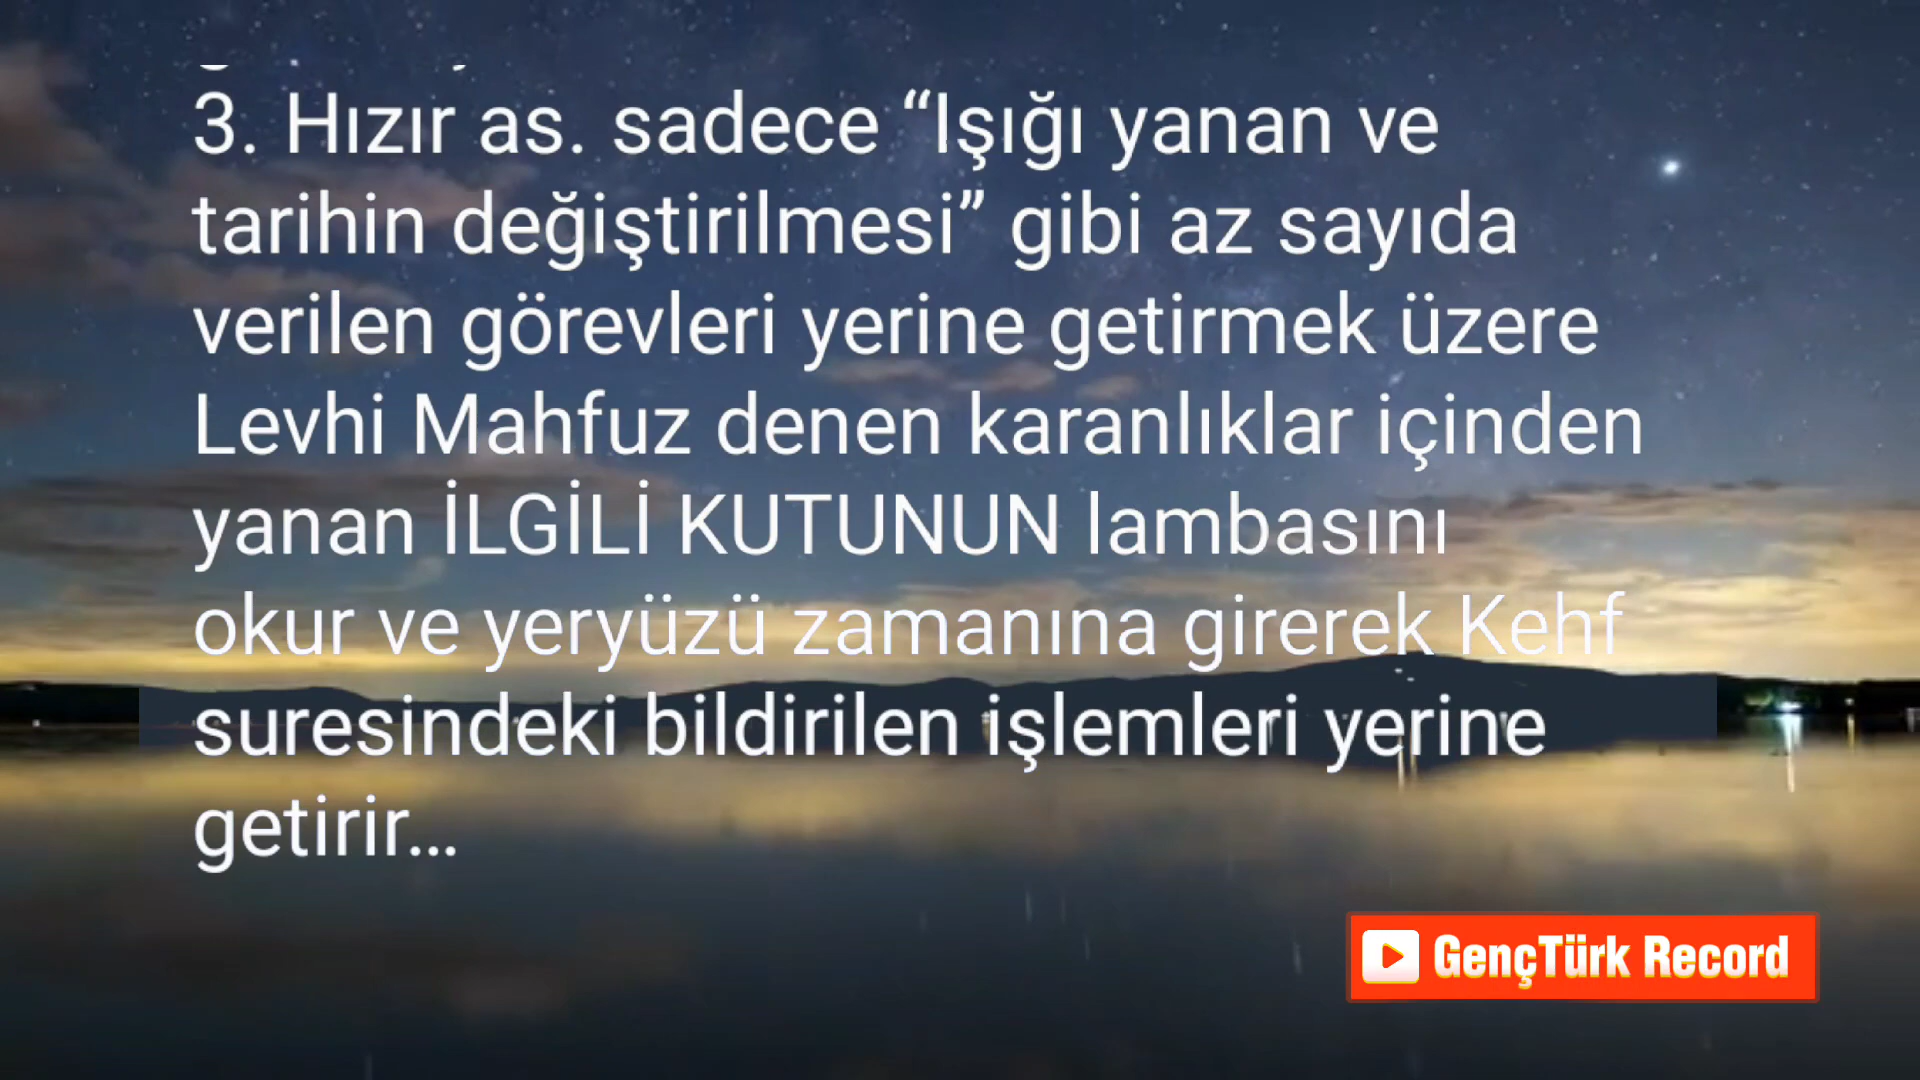 3. Hızır as. sadece “Işığı yanan ve
tarihin değiştirilmesi” gibi az sayıda
verilen görevleri yerine getirmek üzere
Levhi Mahfuz denen karanlıklar içinden
yanan İLGİLİ KUTUNUN lambasını
okur ve yeryüzü zamanına girerek Kehf
suresindeki bildirilen işlemleri yerine
getirir...
GençTürk Record